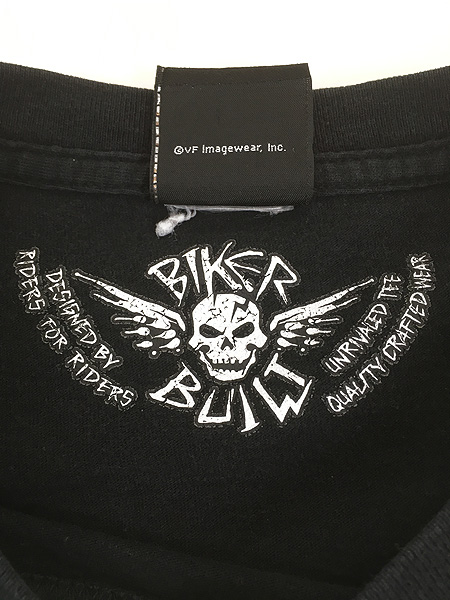 ©VF Imagewear, Inc.
BIKER
BUILT
DESIGNED BY
RIDERS FOR RIDERS
UNRIVALED TEE
QUALITY CRAFTED WEAR